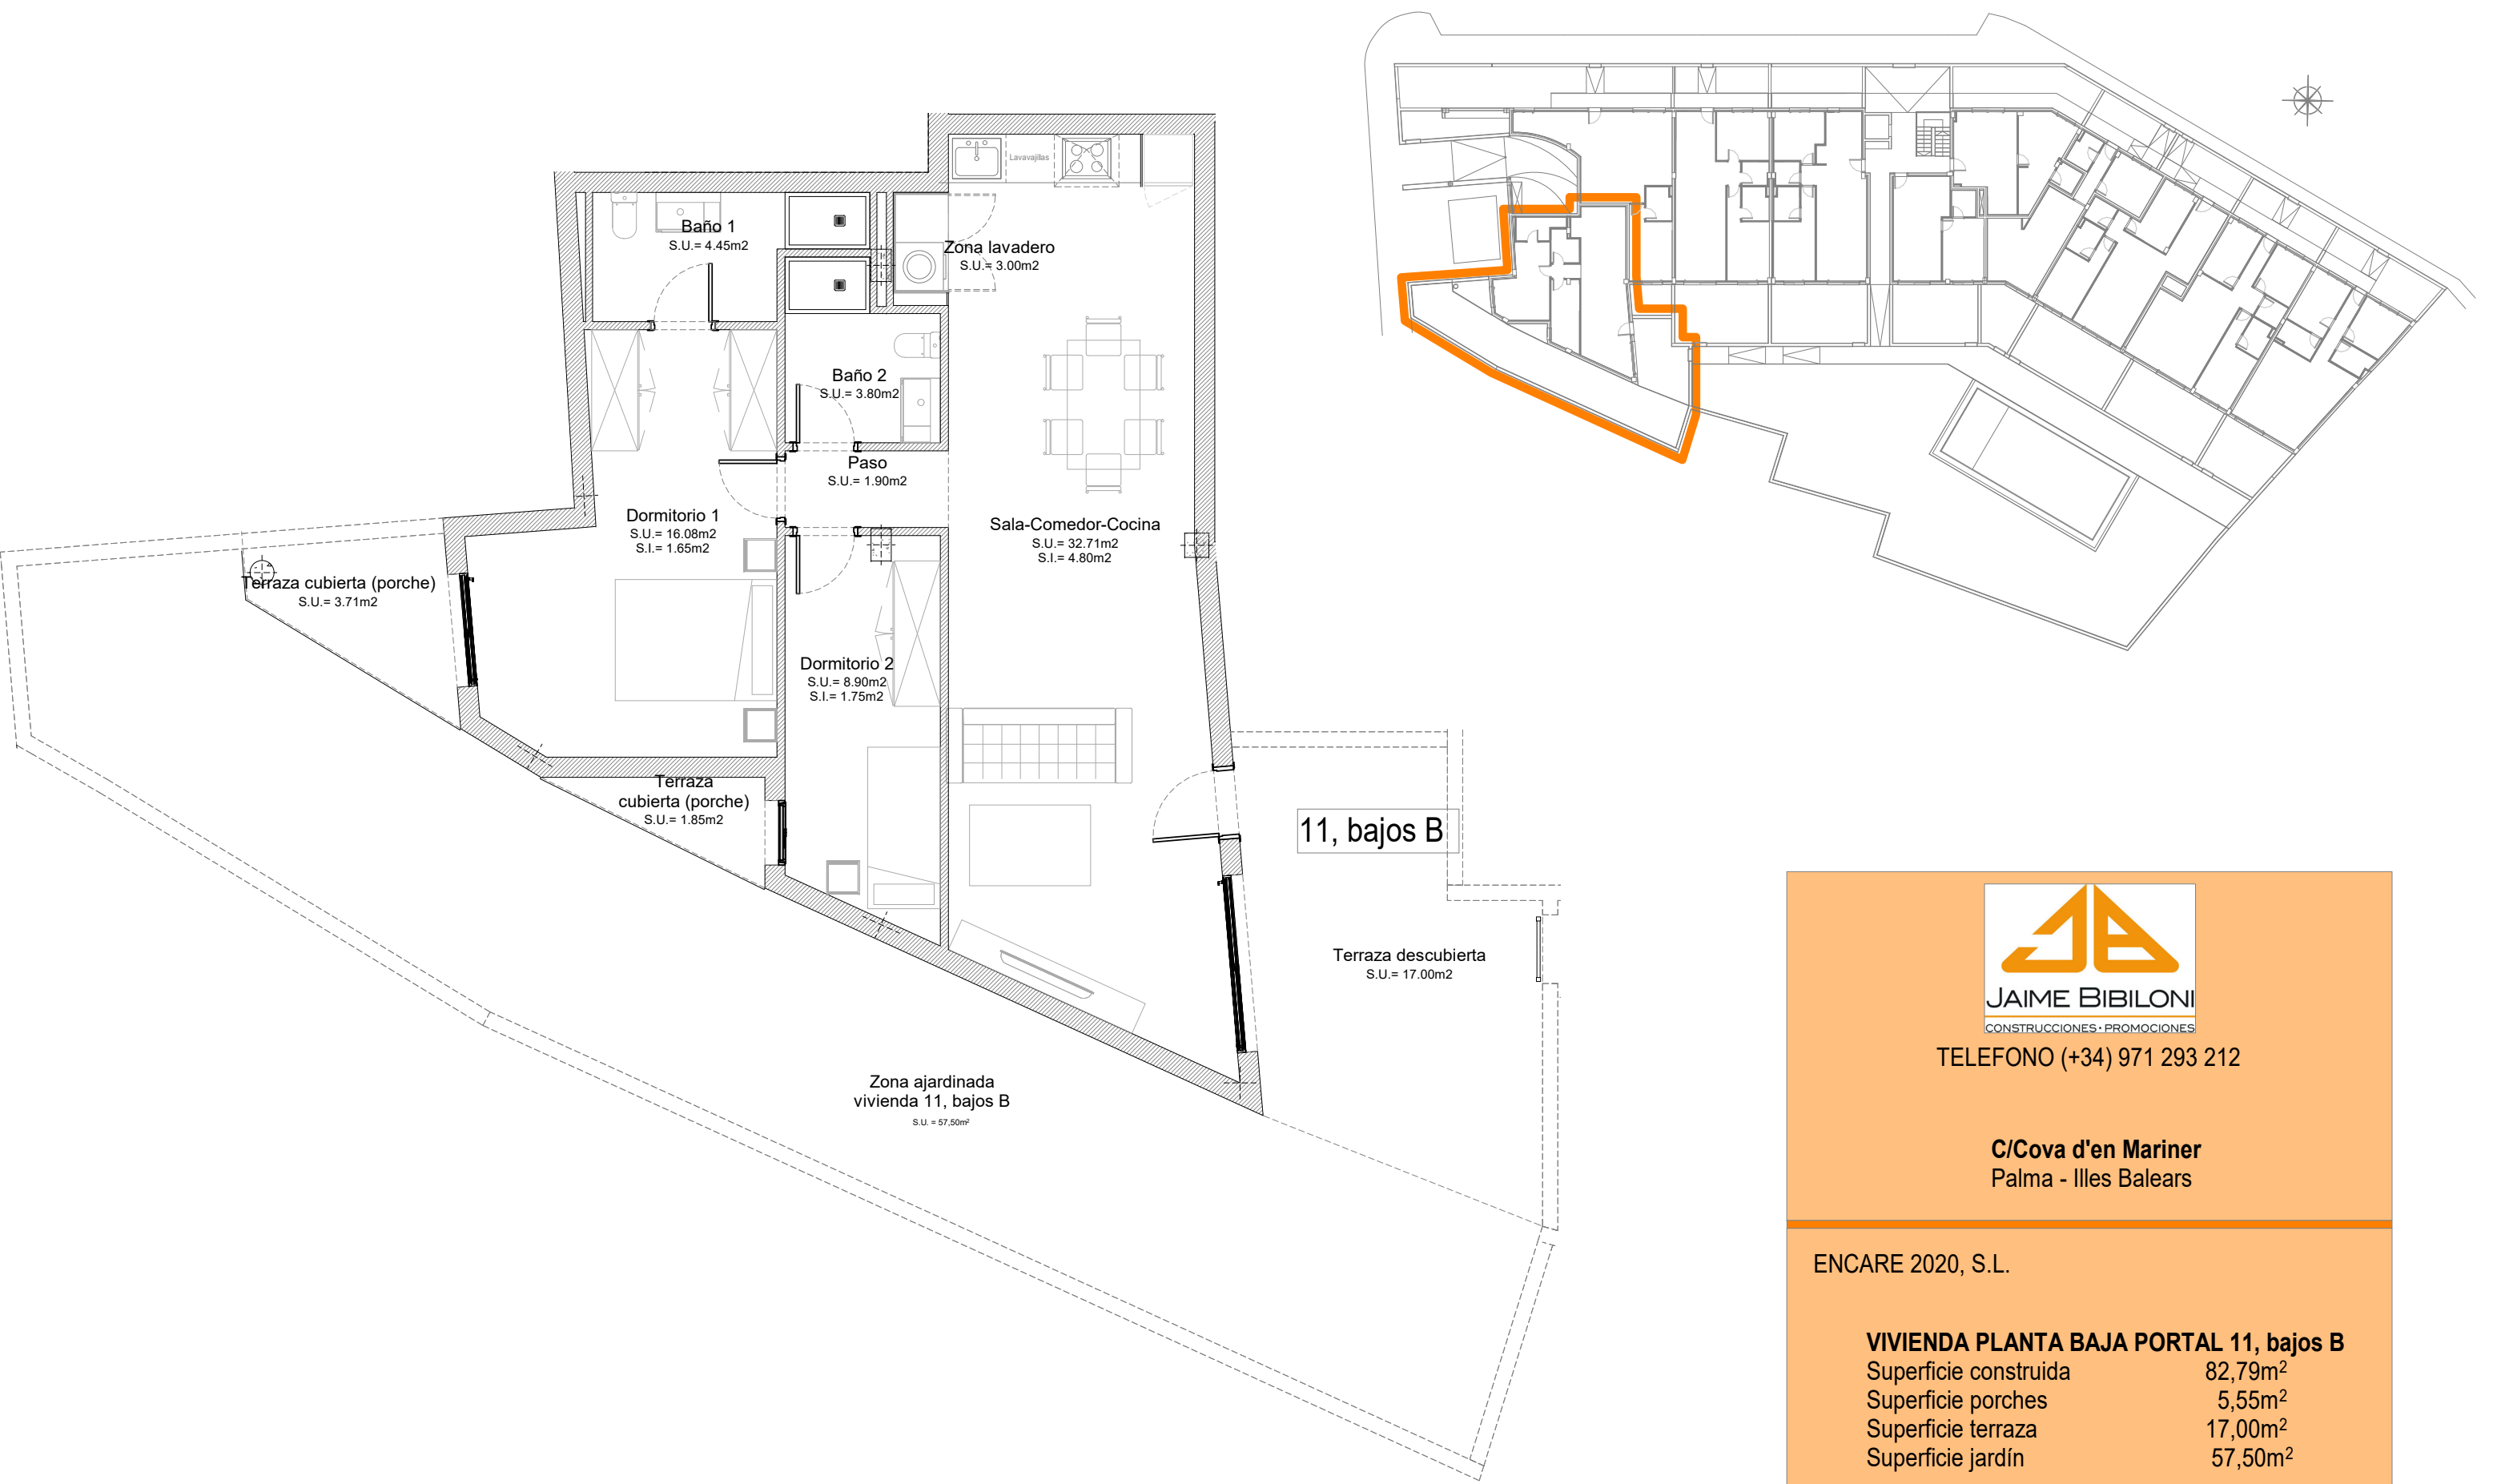 Lavavajillas
Baño 1
S.U.= 4.45m2
Zona lavadero
S.U.= 3.00m2
Baño 2
S.U.= 3.80m2
Paso
S.U.= 1.90m2
Dormitorio 1
S.U.= 16.08m2
S.I.= 1.65m2
Sala-Comedor-Cocina
S.U.= 32.71m2
S.I.= 4.80m2
Terraza cubierta (porche)
S.U.= 3.71m2
Dormitorio 2
S.U.= 8.90m2
S.I.= 1.75m2
Terraza
cubierta (porche)
S.U.= 1.85m2
11, bajos B
Terraza descubierta
S.U.= 17.00m2
Zona ajardinada
vivienda 11, bajos B
S.U. = 57,50m²
JB
JAIME BIBILONI
CONSTRUCCIONES · PROMOCIONES
TELEFONO (+34) 971 293 212
C/Cova d'en Mariner
Palma - Illes Balears
ENCARE 2020, S.L.
VIVIENDA PLANTA BAJA PORTAL 11, bajos B
Superficie construida 82,79m²
Superficie porches 5,55m²
Superficie terraza 17,00m²
Superficie jardín 57,50m²